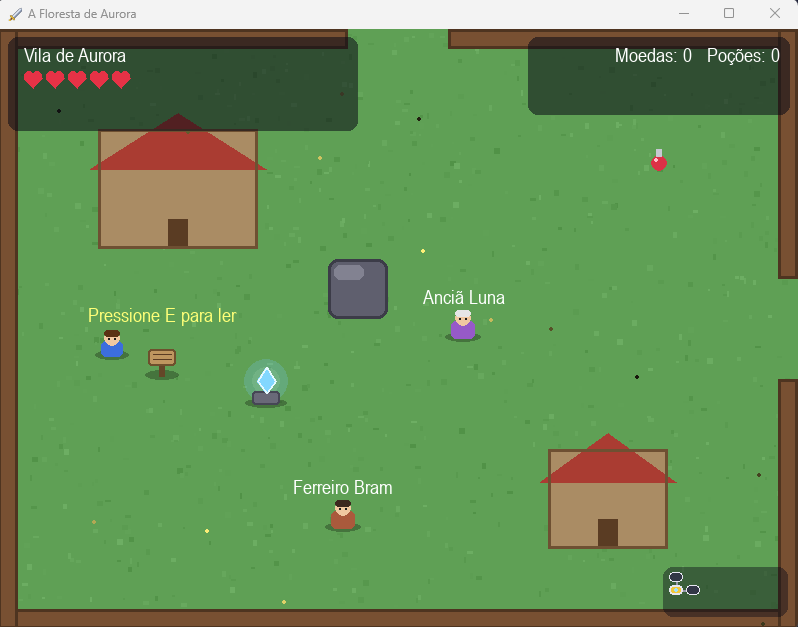 A Floresta de Aurora
Vila de Aurora
Moedas: 0 Poções: 0
Anciã Luna
Pressione E para ler
Ferreiro Bram